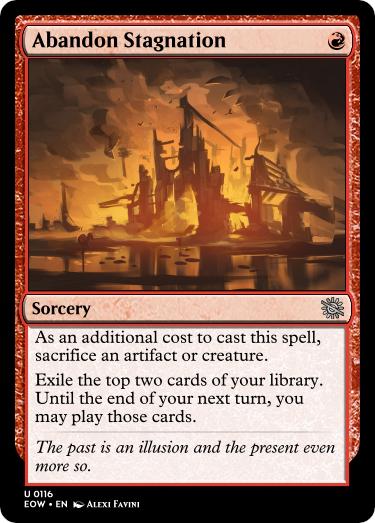 Abandon Stagnation
Sorcery
As an additional cost to cast this spell,
sacrifice an artifact or creature.
Exile the top two cards of your library.
Until the end of your next turn, you
may play those cards.
The past is an illusion and the present even
more so.
U 0116
EOW • EN Alexi Favini